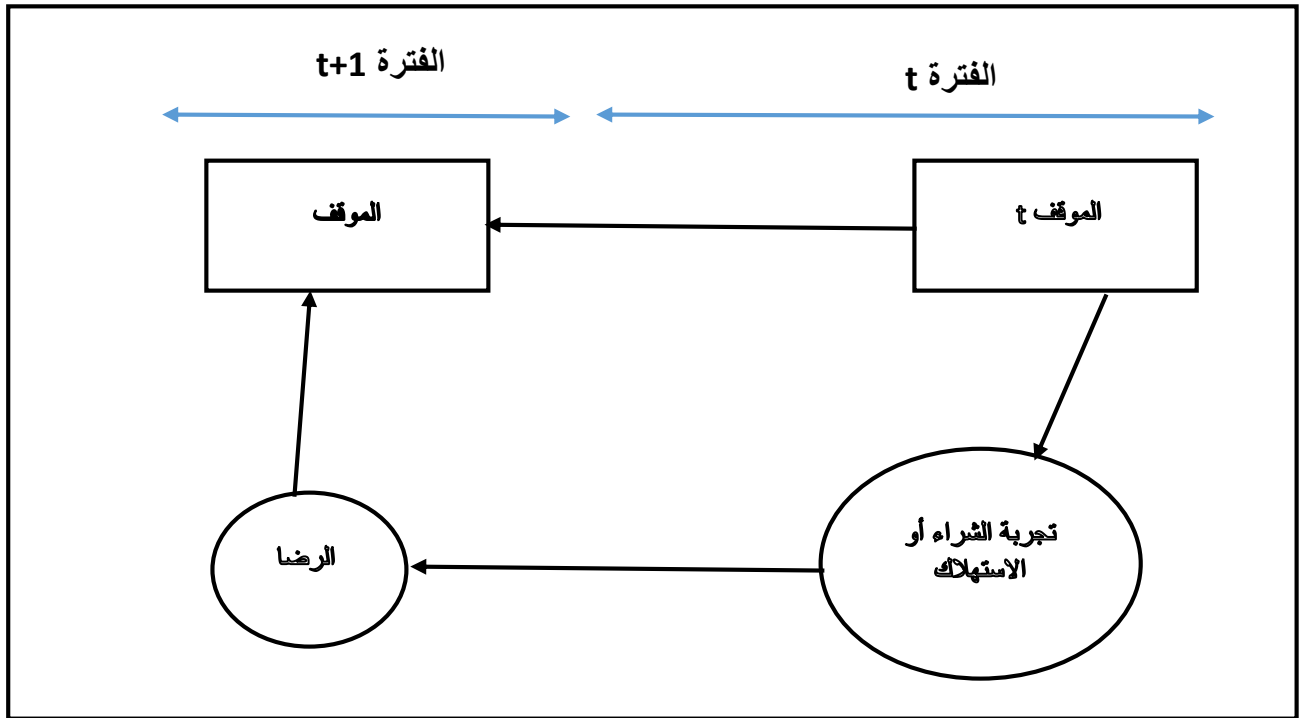 الفترة t
الفترة t+1
الموقف t
الموقف
تجربة الشراء أو
الاستهلاك
الرضا